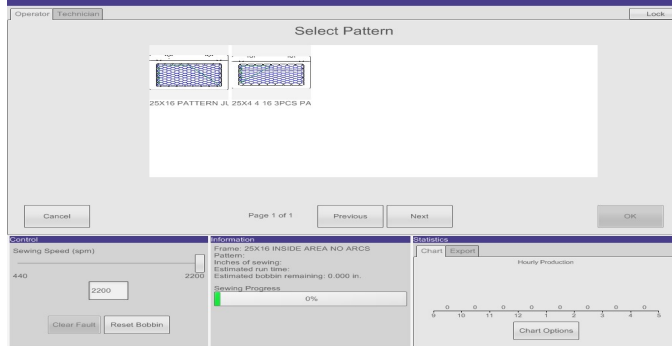 Operator Technician Lock
Select Pattern
25X16 PATTERN JL 25X4 4 16 3PCS PA
Cancel Page 1 of 1 Previous Next OK
Control
Sewing Speed (spm)
440 2200
2200
Clear Fault Reset Bobbin
Information
Frame: 25X16 INSIDE AREA NO ARCS
Pattern:
Inches of sewing:
Estimated run time:
Estimated bobbin remaining: 0.000 in.
Sewing Progress
0%
Statistics
Chart Export
Hourly Production
0 0 0 0 0 0 0 0
9 10 11 12 1 2 3 4 5
Chart Options